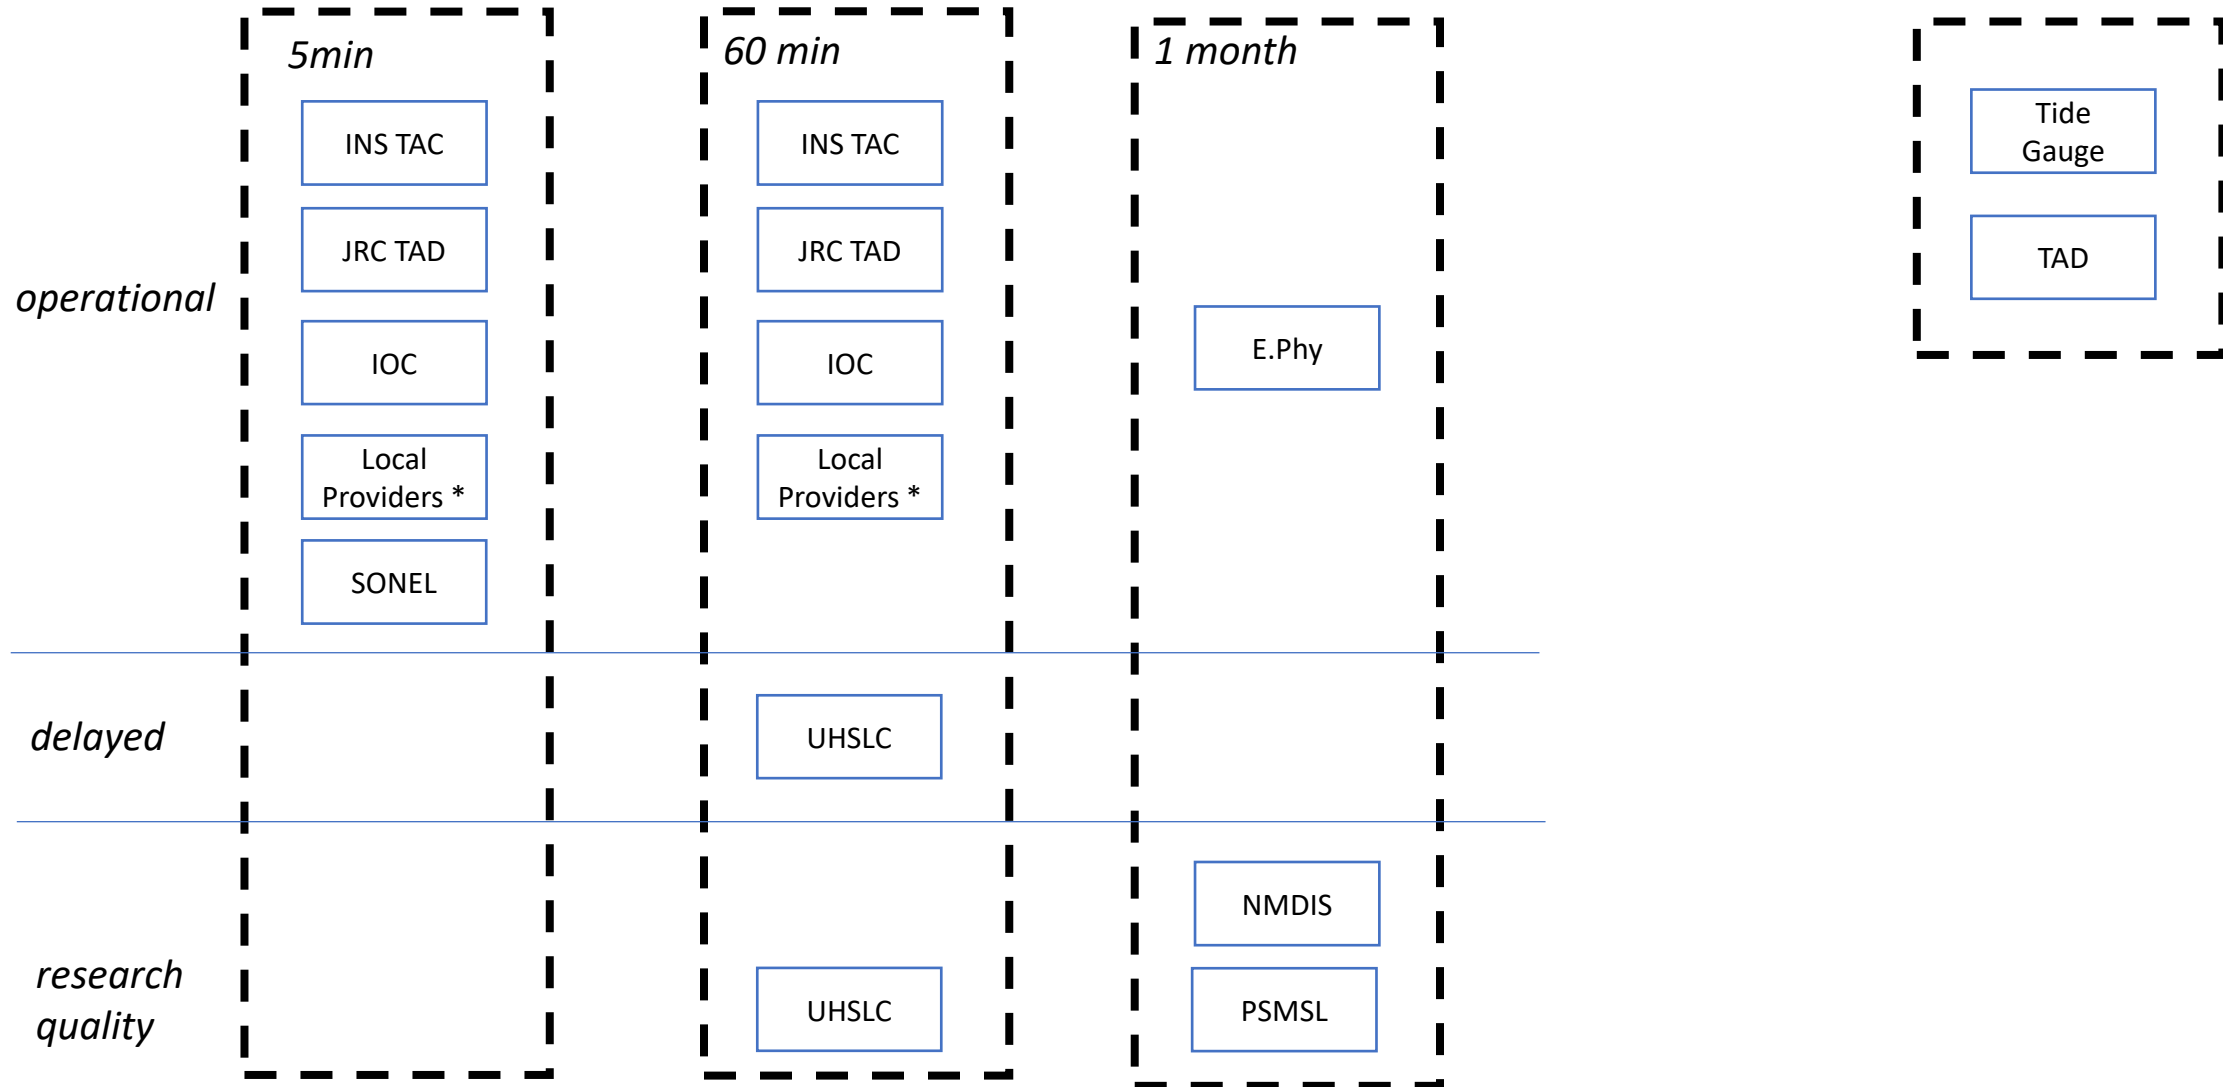 5min
60 min
1 month
INS TAC
INS TAC
Tide
Gauge
JRC TAD
JRC TAD
TAD
operational
IOC
IOC
E.Phy
Local
Providers *
Local
Providers *
SONEL
delayed
UHSLC
NMDIS
research
quality
UHSLC
PSMSL